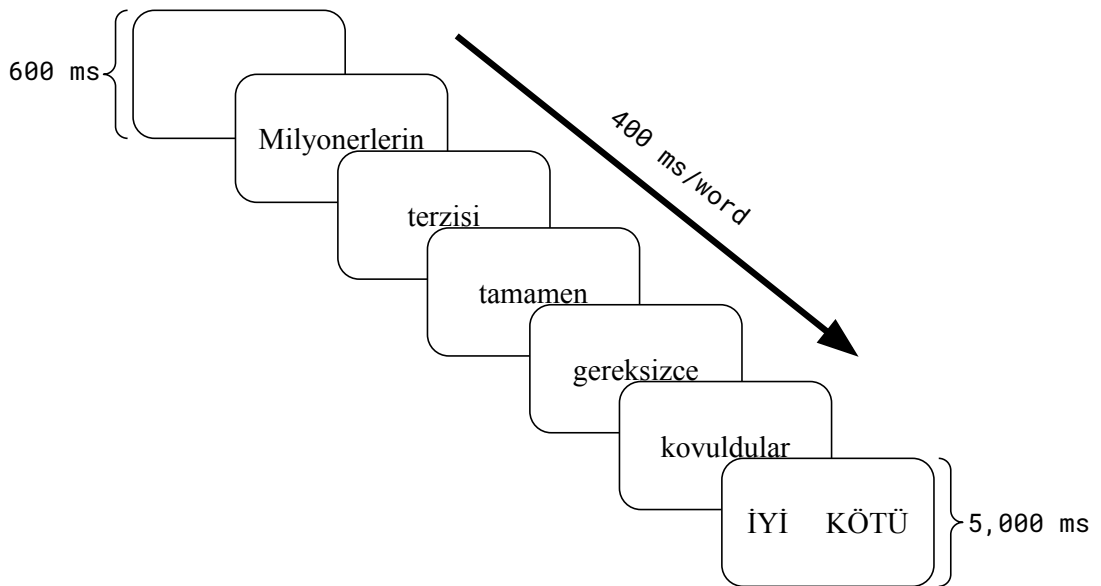 600 ms
Milyonerlerin
400 ms/word
terzisi
tamamen
gereksizce
kovuldular
İYİ KÖTÜ
5,000 ms